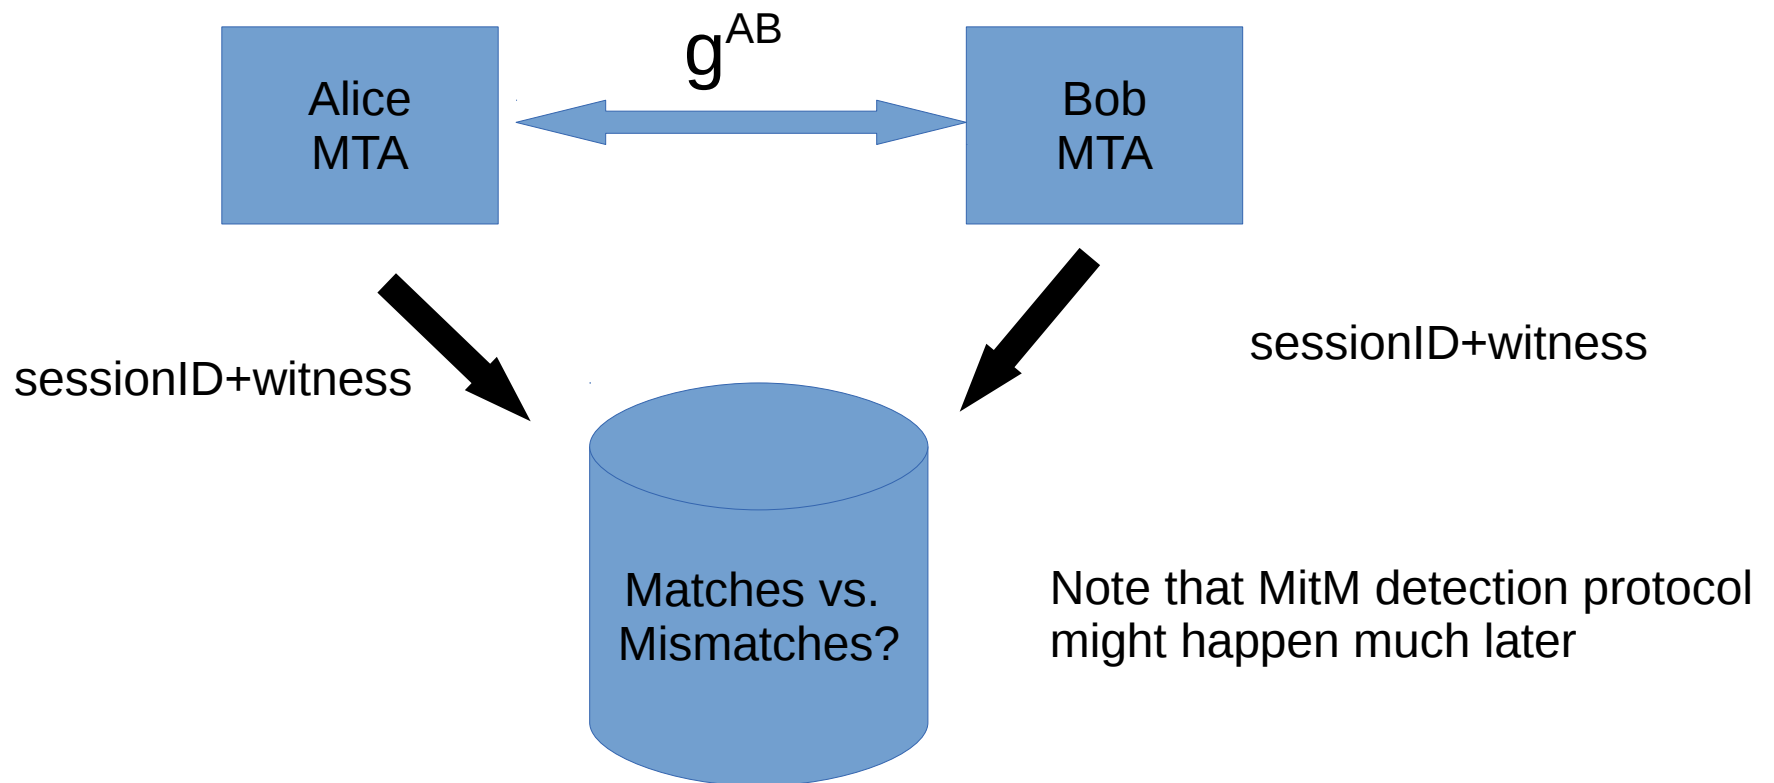 g^AB
Alice
MTA
Bob
MTA
sessionID+witness
sessionID+witness
Matches vs.
Mismatches?
Note that MitM detection protocol
might happen much later